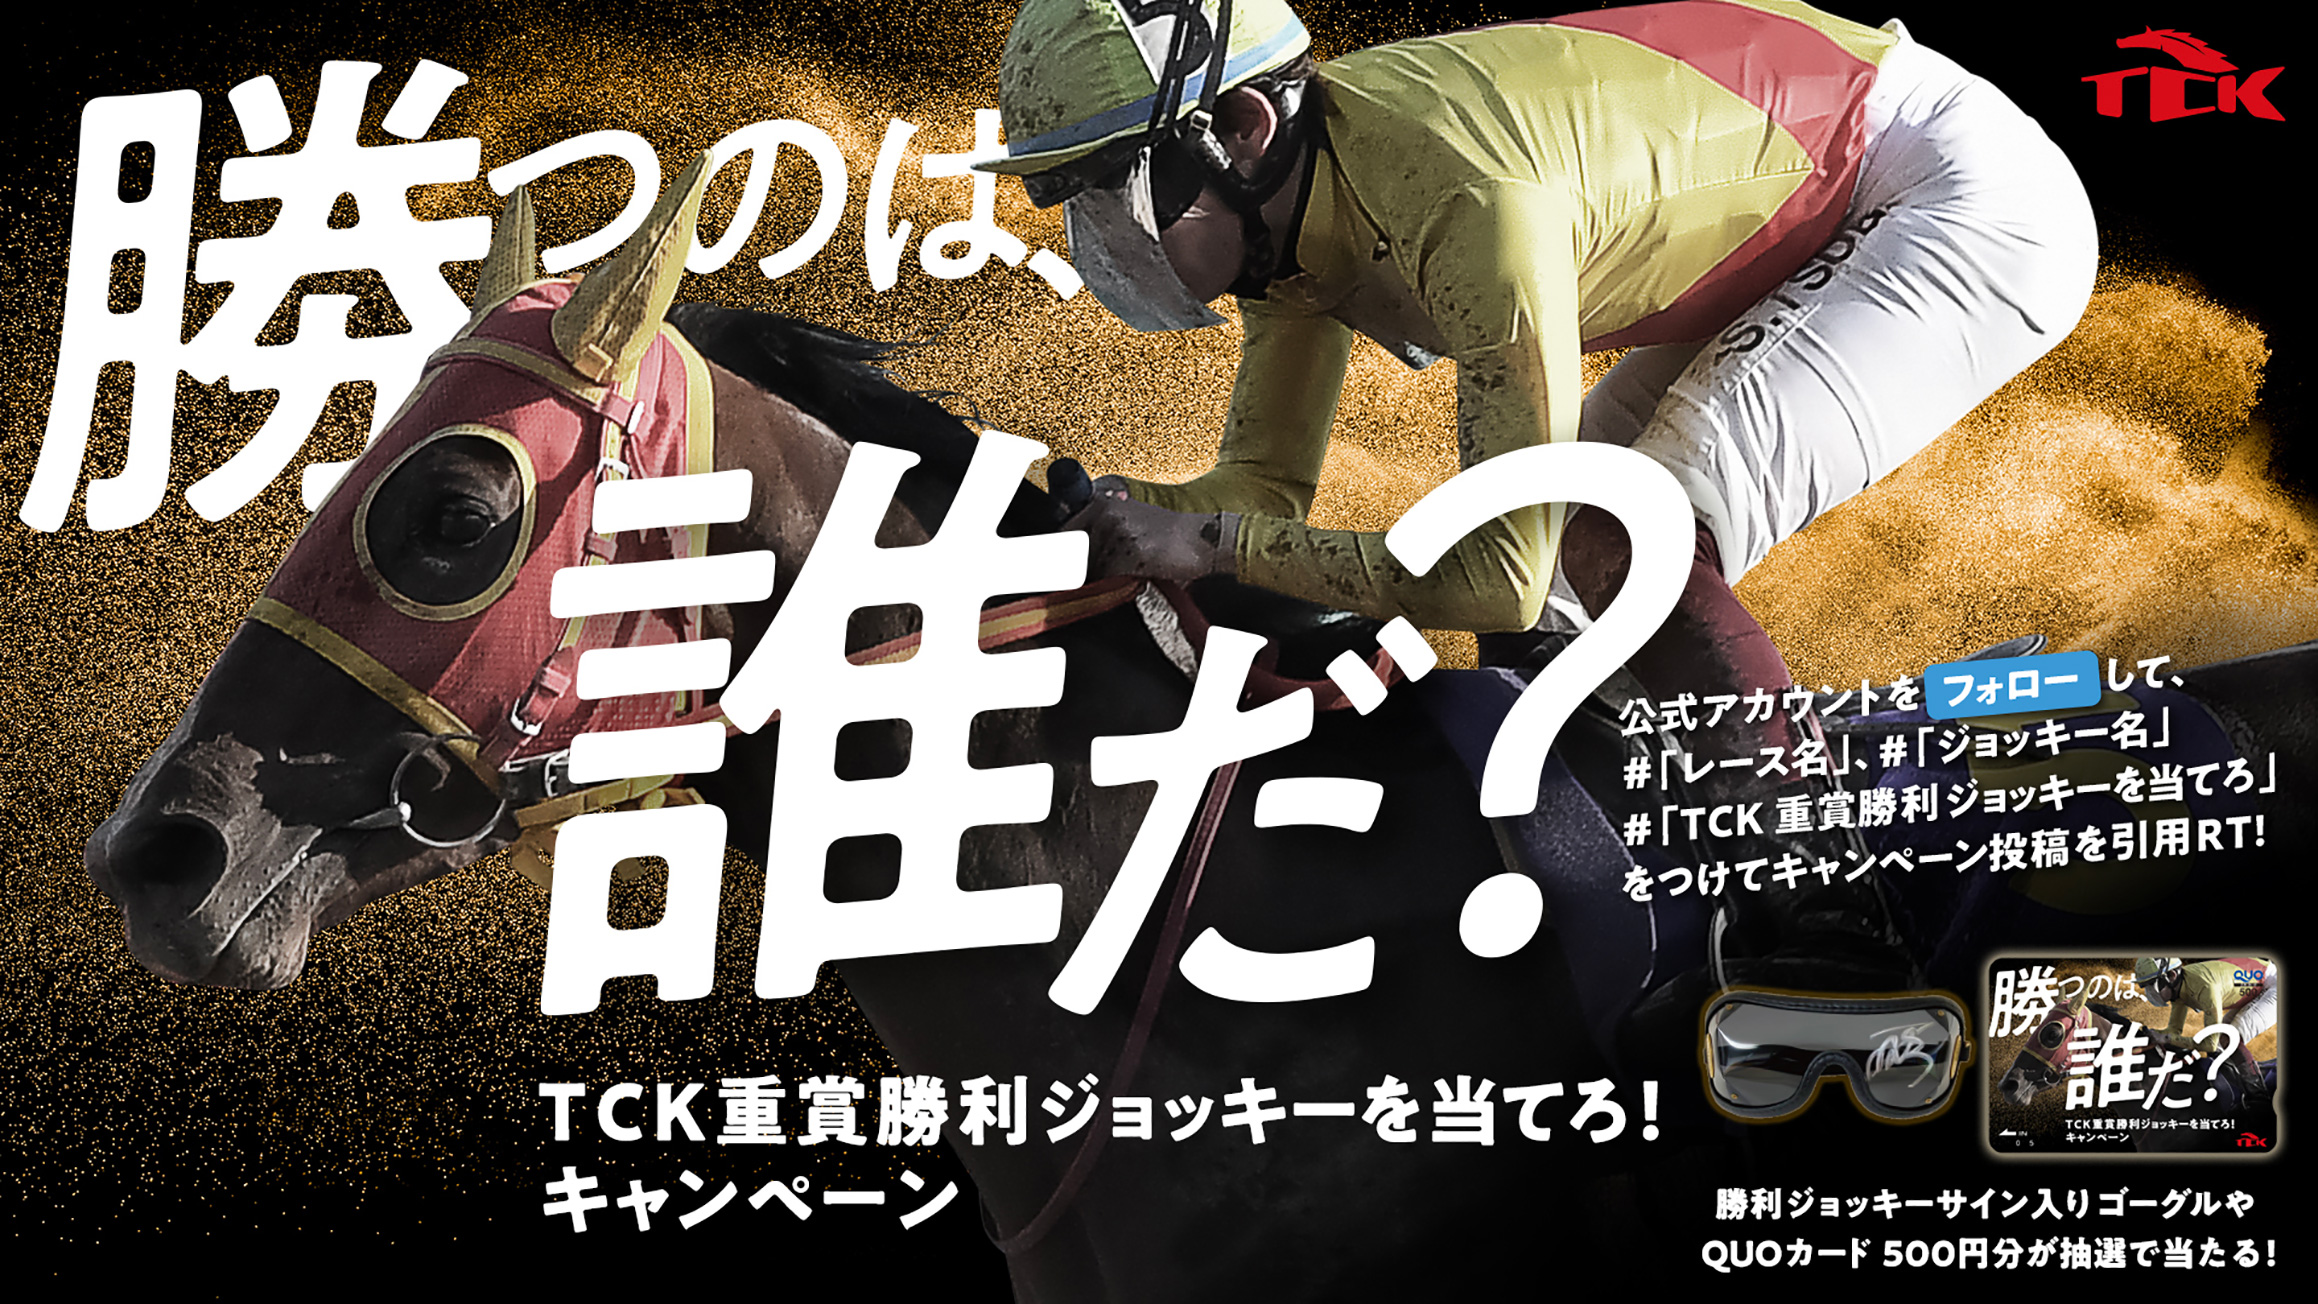 勝つのは、
誰だ?
TCK
5
公式アカウントをフォローして、
#「レース名」、#「ジョッキー名」
#「TCK 重賞勝利ジョッキーを当てろ」
をつけてキャンペーン投稿を引用RT!
TCK重賞勝利ジョッキーを当てろ!
キャンペーン
勝つのは、
誰だ?
QUO
TCK重賞勝利ジョッキーを当てろ!
キャンペーン
IN
0 5
TCK
勝利ジョッキーサイン入りゴーグルや
QUOカード 500円分が抽選で当たる!